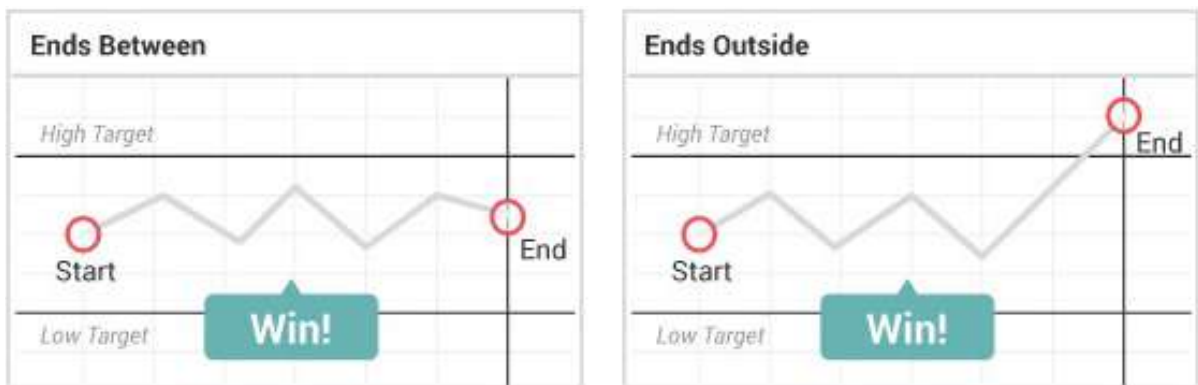 Ends Between
High Target
Start
End
Win!
Low Target
Ends Outside
High Target
End
Start
Win!
Low Target